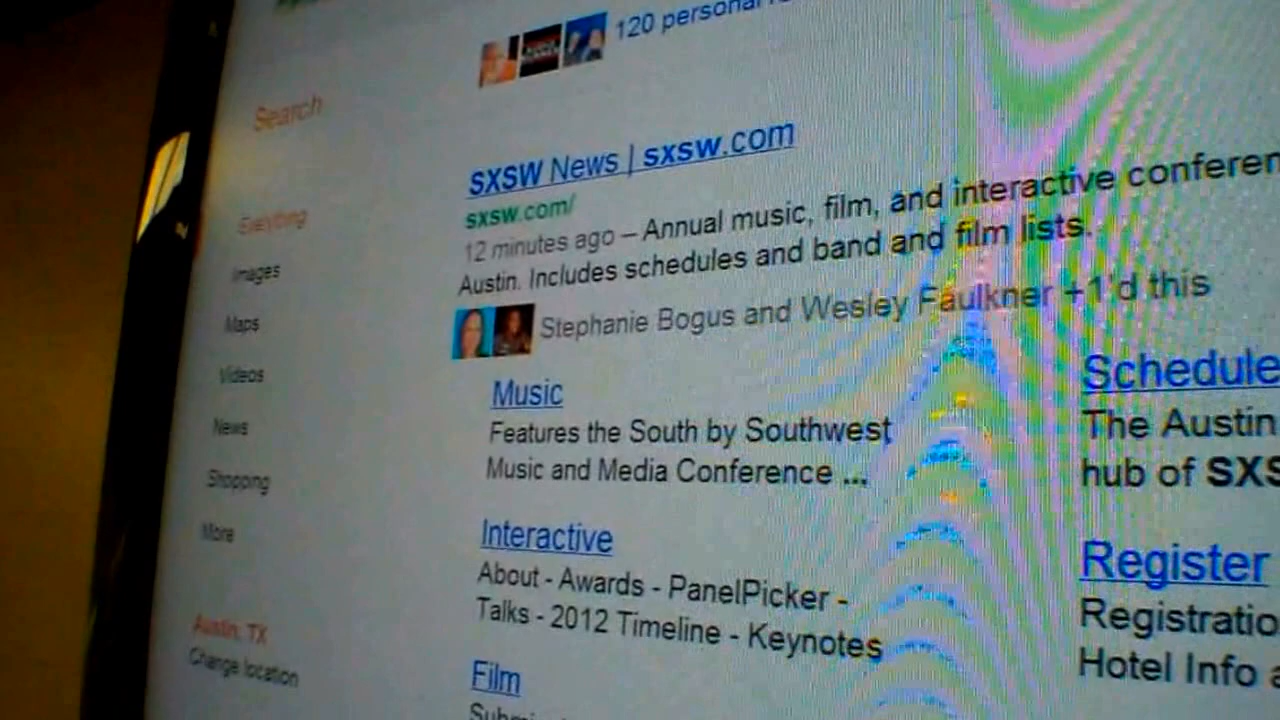 120 personal
Search
SXSW News | sxsw.com
sxsw.com/
Everything
12 minutes ago – Annual music, film, and interactive
Austin. Includes schedules and band and film lists.
Images
Stephanie Bogus and Wesley Faulkner +1'd this
Maps
Videos
News
Shopping
More
Austin, TX
Change location
Music
Features the South by Southwest
Music and Media Conference ...
Interactive
About - Awards - PanelPicker -
Talks - 2012 Timeline - Keynotes
Film
Schedule
The Austin
hub of
Register
Hotel Info